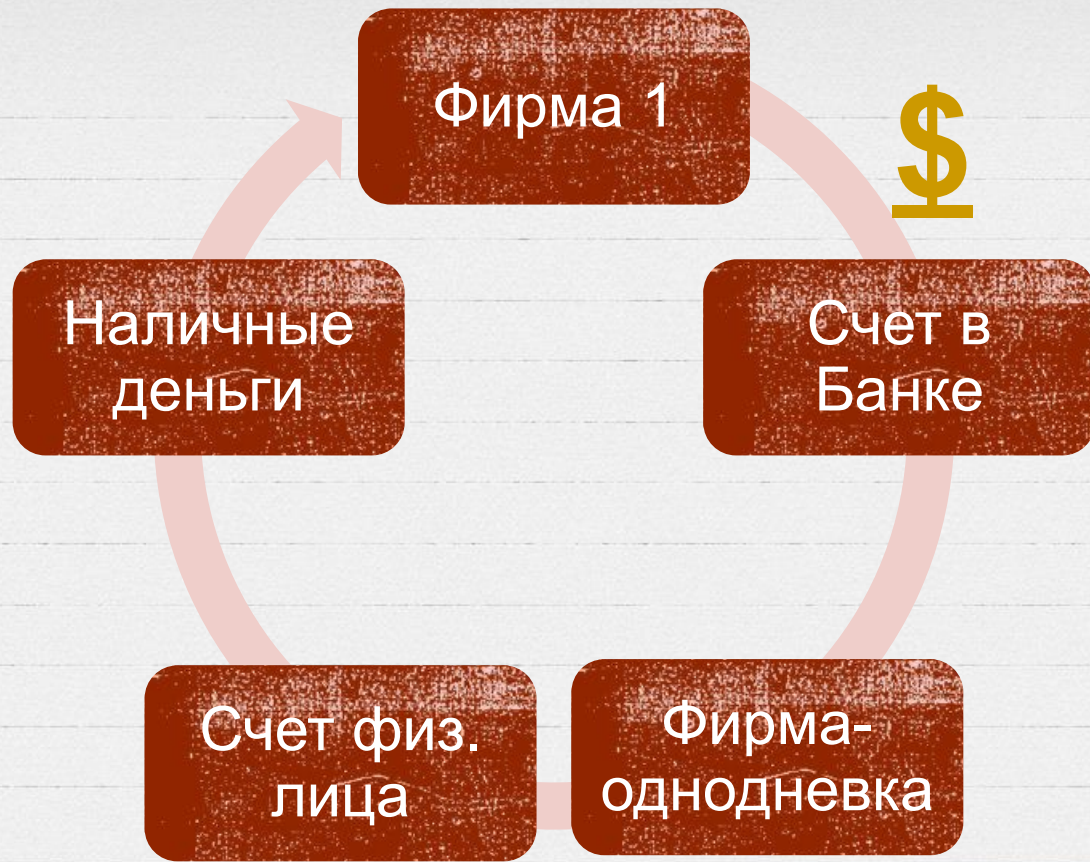 Фирма 1
$
Счет в
Банке
Фирма-
однодневка
Счет физ.
лица
Наличные
деньги